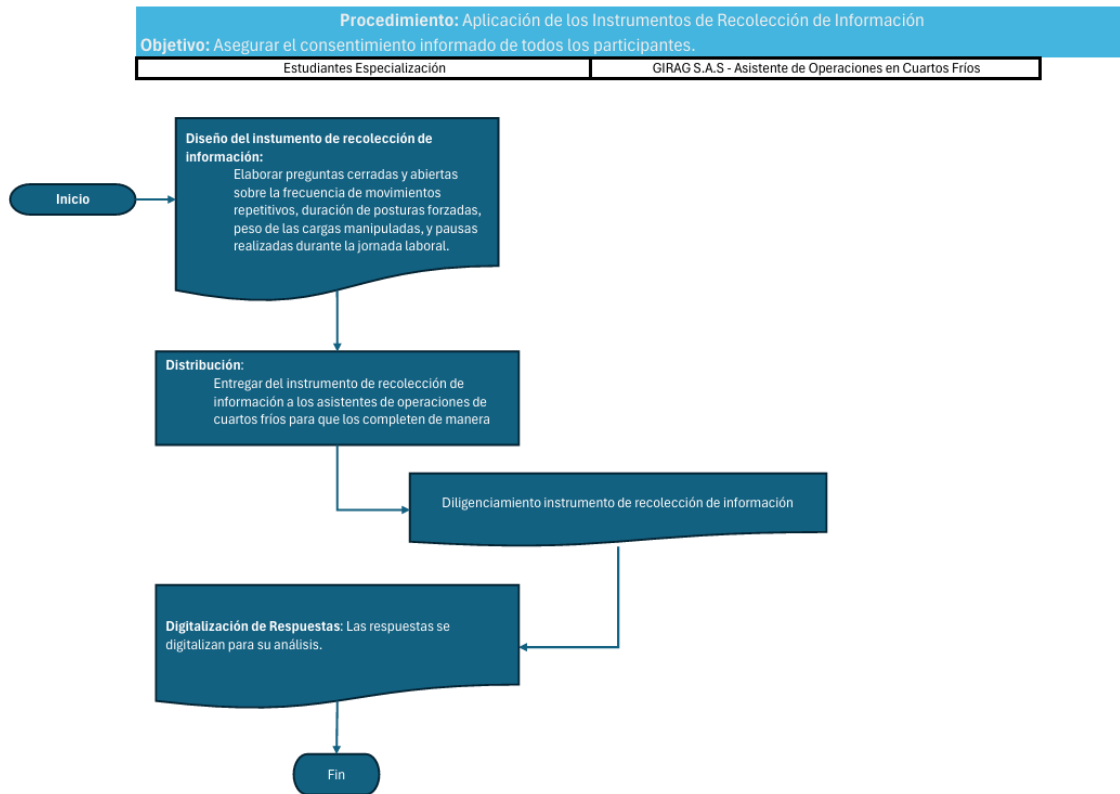 Procedimiento: Aplicación de los Instrumentos de Recolección de Información
Objetivo: Asegurar el consentimiento informado de todos los participantes.
Estudiantes Especialización
GIRAG S.A.S - Asistente de Operaciones en Cuartos Fríos
Inicio
Diseño del instumento de recolección de
información:
Elaborar preguntas cerradas y abiertas
sobre la frecuencia de movimientos
repetitivos, duración de posturas forzadas,
peso de las cargas manipuladas, y pausas
realizadas durante la jornada laboral.
Distribución:
Entregar del instrumento de recolección de
información a los asistentes de operaciones de
cuartos fríos para que los completen de manera
Diligenciamiento instrumento de recolección de información
Digitalización de Respuestas: Las respuestas se
digitalizan para su análisis.
Fin